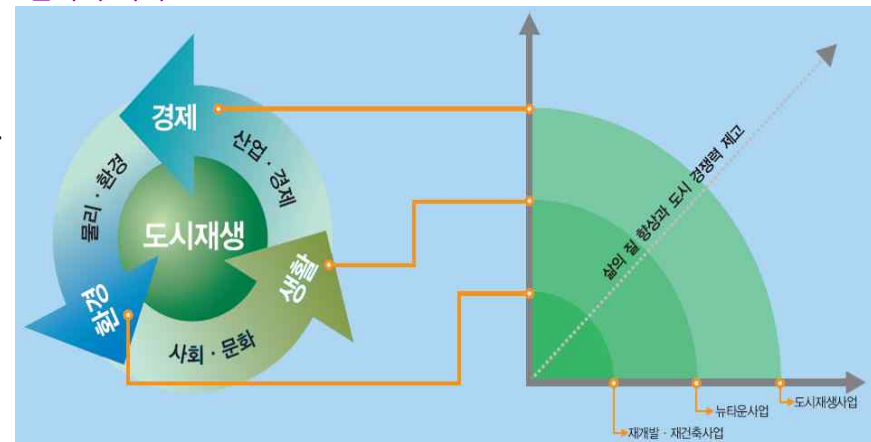 경제
산업 · 경제
물리 · 환경
도시재생
생활
환경
사회 · 문화
삶의 질 향상과 도시 경쟁력 제고
도시재생사업
뉴타운사업
재개발 · 재건축사업